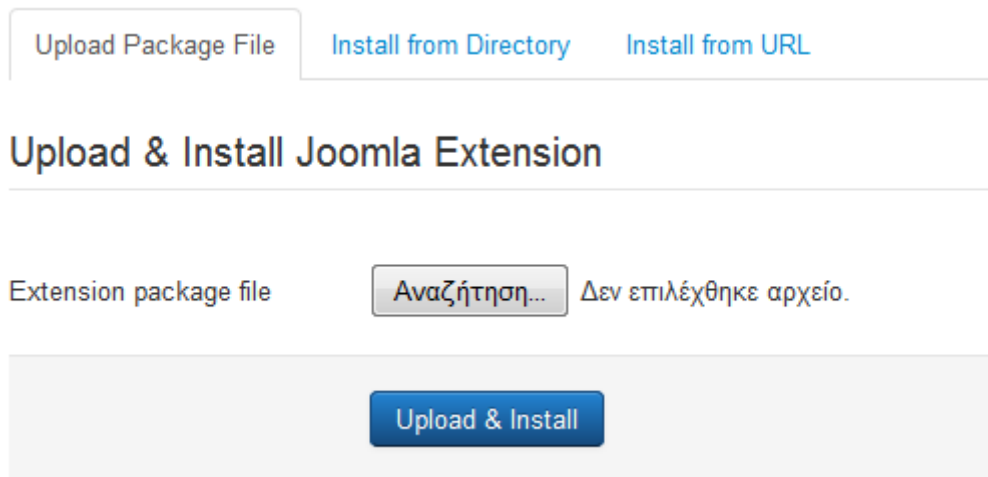 Upload Package File Install from Directory Install from URL
Upload & Install Joomla Extension
Extension package file Αναζήτηση... Δεν επιλέχθηκε αρχείο.
Upload & Install